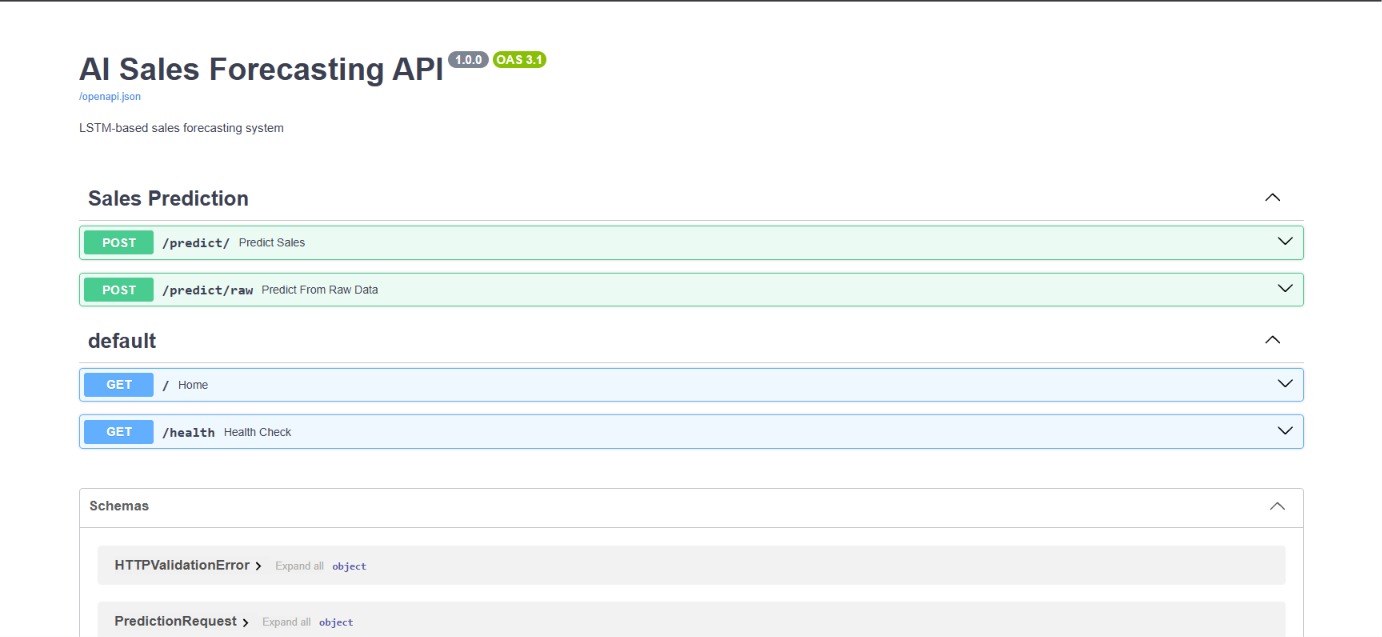 AI Sales Forecasting API 1.0.0 OAS 3.1
/openapi.json
LSTM-based sales forecasting system
Sales Prediction
POST /predict/ Predict Sales
POST /predict/raw Predict From Raw Data
default
GET / Home
GET /health Health Check
Schemas
HTTPValidationError Expand all object
PredictionRequest Expand all object